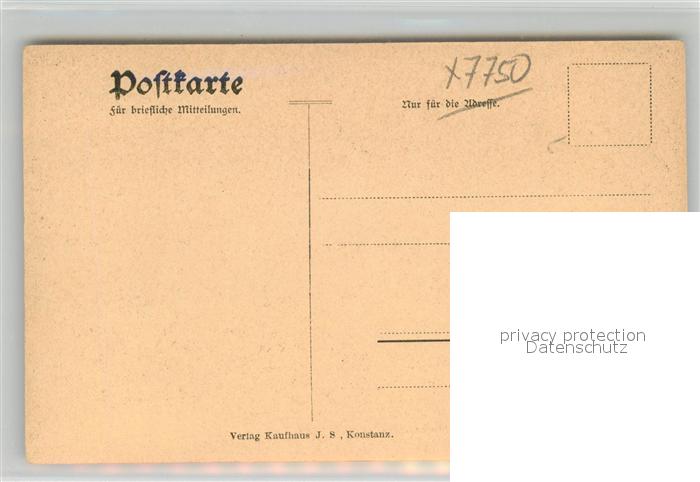 x7750
Postkarte
Für briefliche Mitteilungen.
Nur für die Adresse.
privacy protection
Datenschutz
Verlag Kaufhaus J. S , Konstanz.